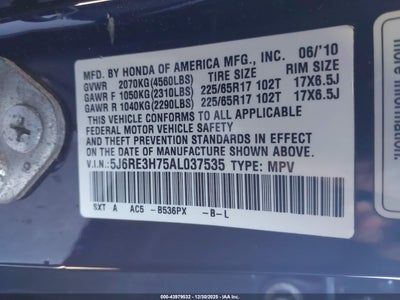 MFD. BY HONDA OF AMERICA MFG., INC. 06/'10
GVWR 2070KG(4560LBS) TIRE SIZE RIM SIZE
GAWR F 1050KG(2310LBS) 225/65R17 102T 17X6.5J
GAWR R 1040KG(2290LBS) 225/65R17 102T 17X6.5J
THIS VEHICLE CONFORMS TO ALL APPLICABLE
FEDERAL MOTOR VEHICLE SAFETY
AND THEFT PREVENTION STANDARDS IN EFFECT
ON THE DATE OF MANUFACTURE SHOWN ABOVE.
V.I.N: 5J6RE3H75AL037535 TYPE: MPV
SXT A AC5 -B536PX -B-L
000-43979532 - 12/30/2025 - IAA